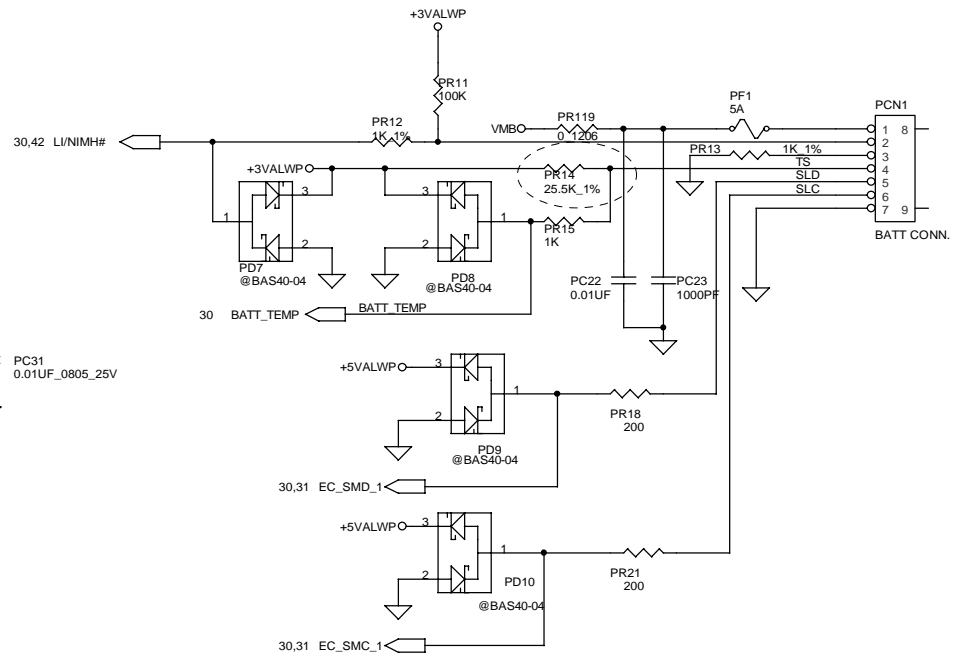 +3VALWP
PR11
100K
PR12
1K_1%
30,42 LI/NIMH#
VMB
PR119
0_1206
PF1
5A
PCN1
PR13
1K_1%
TS
SLD
SLC
1
2
3
4
5
6
7
8
9
BATT CONN.
+3VALWP
PR14
25.5K_1%
PR15
1K
1
3
2
PD7
@BAS40-04
3
2
1
PD8
@BAS40-04
PC22
0.01UF
PC23
1000PF
30 BATT_TEMP
BATT_TEMP
PC31
0.01UF_0805_25V
+5VALWP
3
2
1
PD9
@BAS40-04
PR18
200
30,31 EC_SMD_1
+5VALWP
3
2
1
PD10
@BAS40-04
PR21
200
30,31 EC_SMC_1